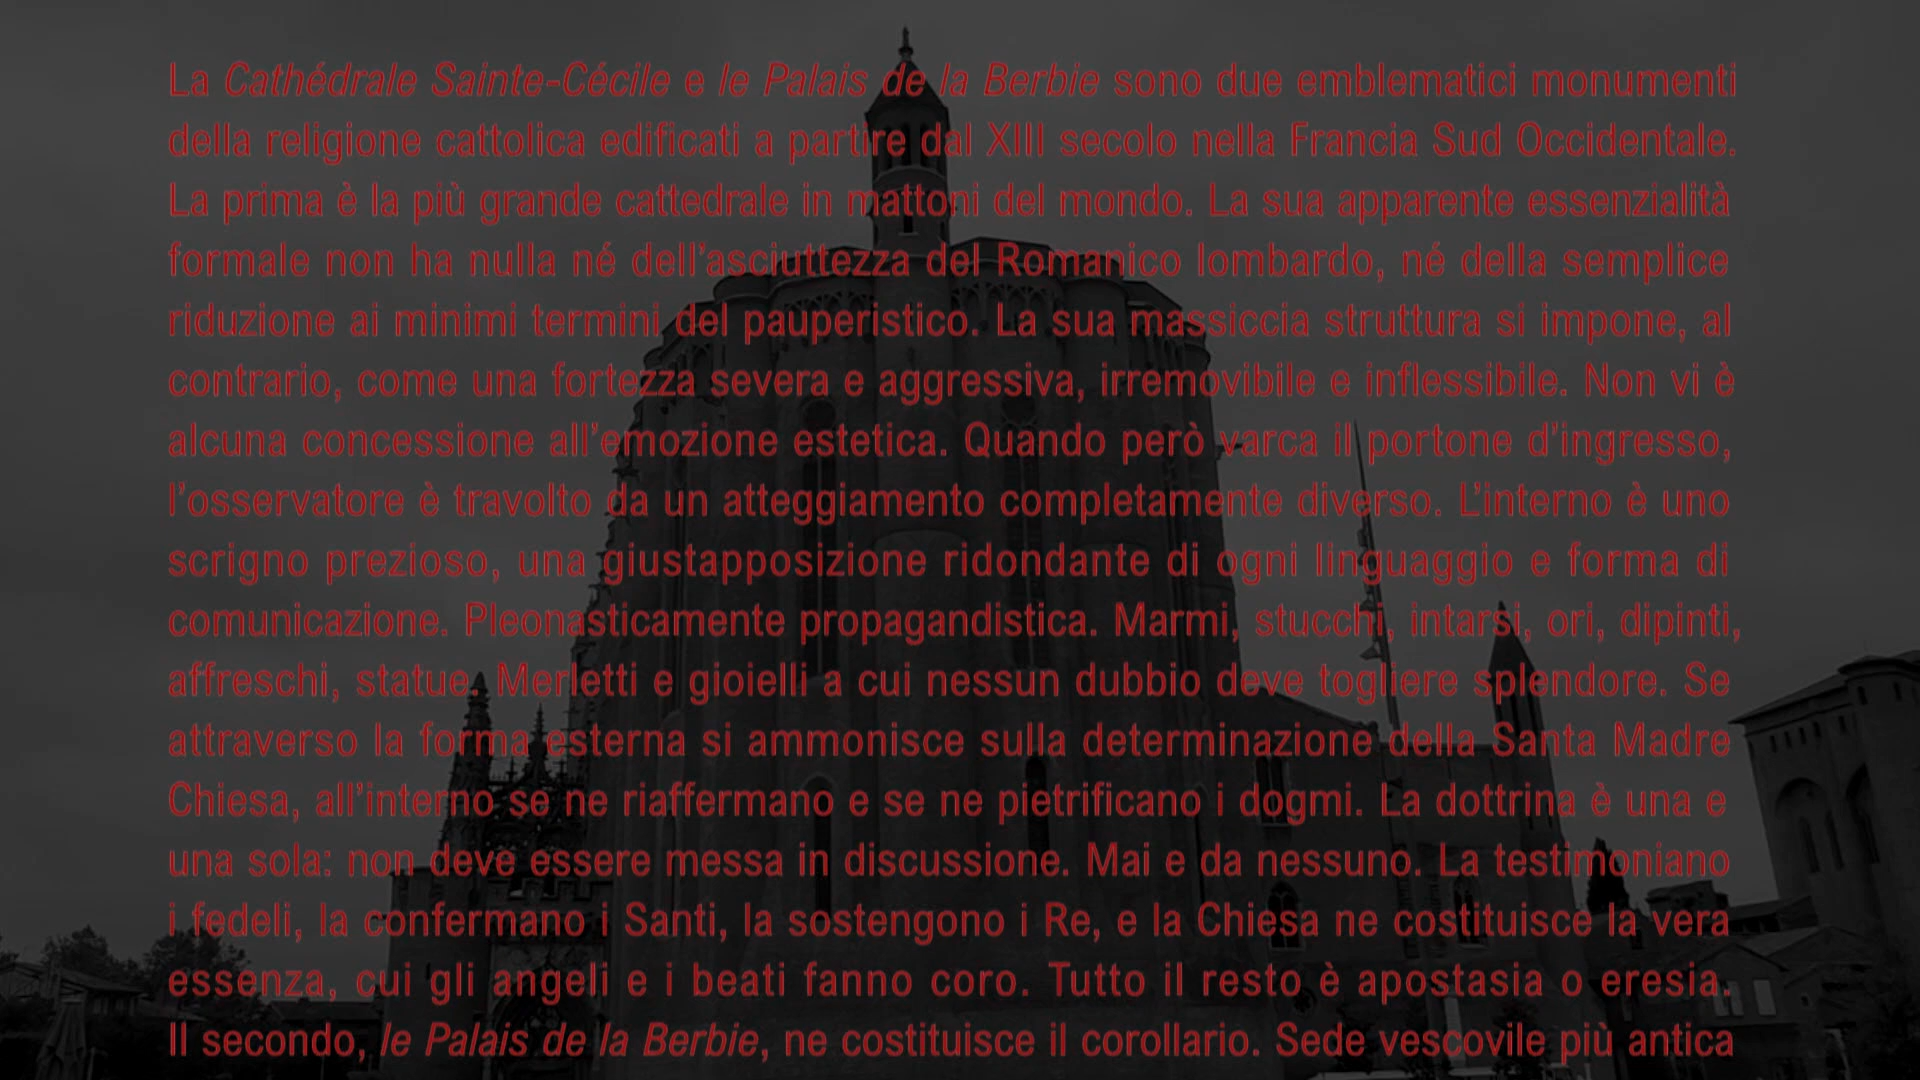 La Cathédrale Sainte-Cécile e le Palais de la Berbie sono due emblematici monumenti
della religione cattolica edificati a partire dal XIII secolo nella Francia Sud Occidentale.
La prima è la più grande cattedrale in mattoni del mondo. La sua apparente essenzialità
formale non ha nulla né dell'asciuttezza del Romanico lombardo, né della semplice
riduzione ai minimi termini del pauperistico. La sua massiccia struttura si impone, al
contrario, come una fortezza severa e aggressiva, irremovibile e inflessibile. Non vi è
alcuna concessione all'emozione estetica. Quando però varca il portone d'ingresso,
l'osservatore è travolto da un atteggiamento completamente diverso. L'interno è uno
scrigno prezioso, una giustapposizione ridondante di ogni linguaggio e forma di
comunicazione. Pleonasticamente propagandistica. Marmi, stucchi, intarsi, ori, dipinti,
affreschi, statue. Merletti e gioielli a cui nessun dubbio deve togliere splendore. Se
attraverso la forma esterna si ammonisce sulla determinazione della Santa Madre
Chiesa, all'interno se ne riaffermano e se ne pietrificano i dogmi. La dottrina è una e
una sola: non deve essere messa in discussione. Mai e da nessuno. La testimoniano
i fedeli, la confermano i Santi, la sostengono i Re, e la Chiesa ne costituisce la vera
essenza, cui gli angeli e i beati fanno coro. Tutto il resto è apostasia o eresia.
Il secondo, le Palais de la Berbie, ne costituisce il corollario. Sede vescovile più antica